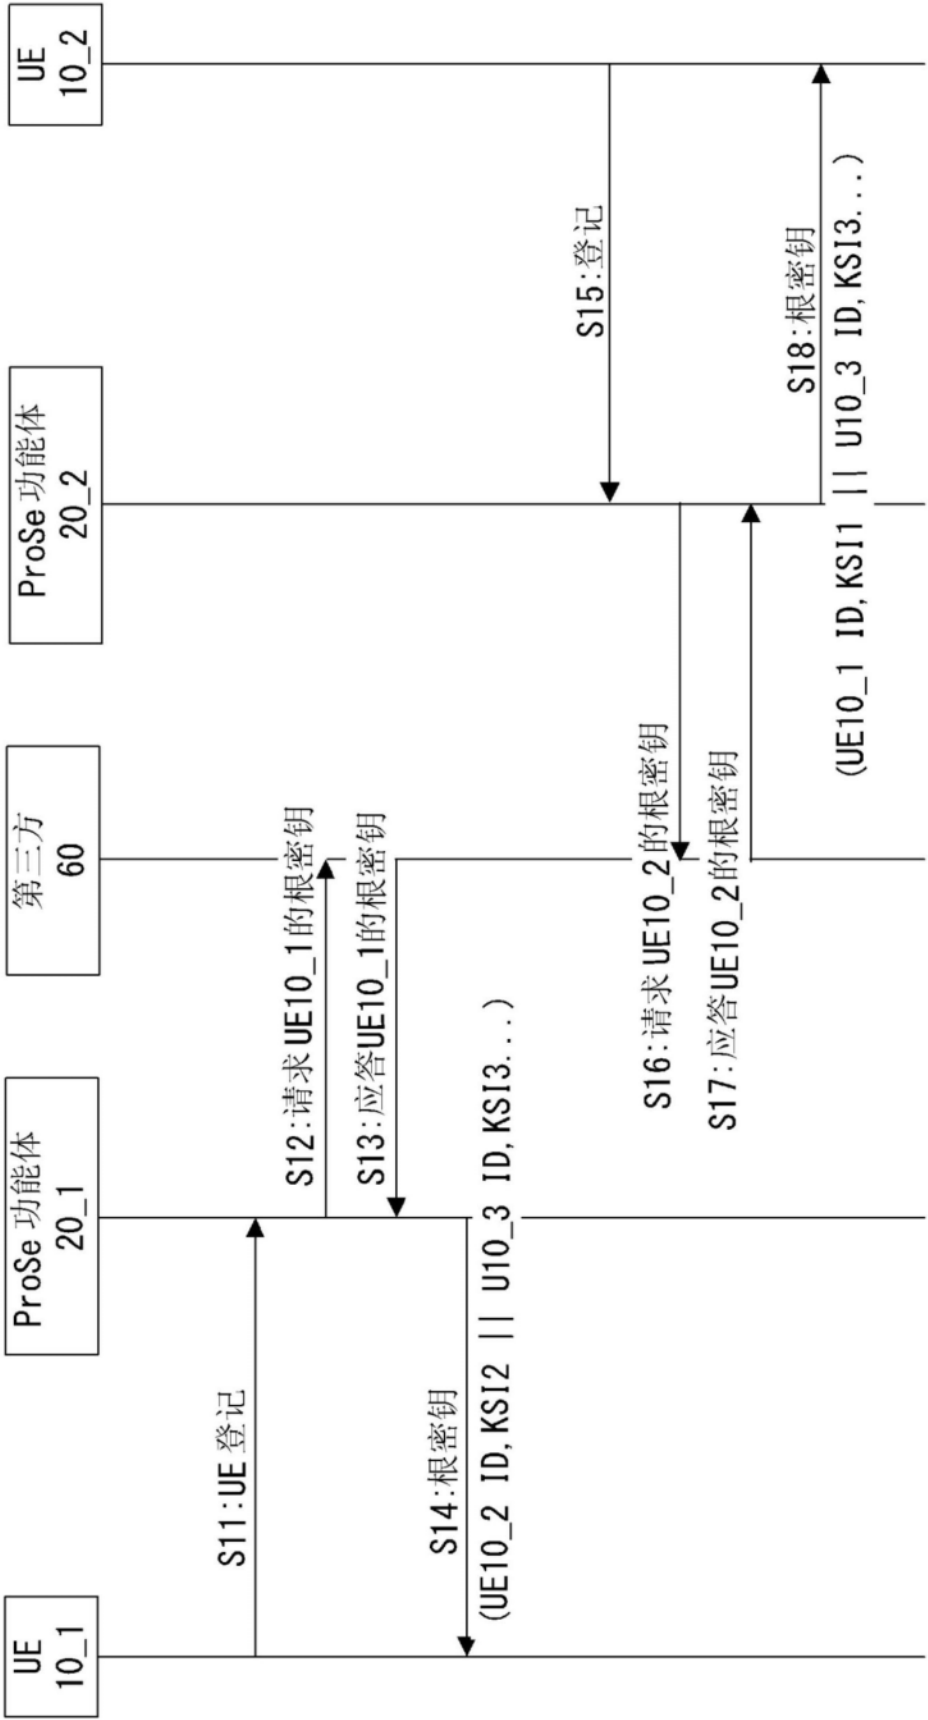 UE
10_1
ProSe 功能体
20_1
第三方
60
ProSe 功能体
20_2
UE
10_2
S11:UE 登记
S12:请求 UE10_1的根密钥
S13:应答UE10_1的根密钥
S14:根密钥
(UE10_2 ID,KSI2 || U10_3 ID,KSI3...)
S15:登记
S16:请求 UE10_2的根密钥
S17:应答UE10_2的根密钥
S18:根密钥
(UE10_1 ID,KSI1 || U10_3 ID,KSI3...)